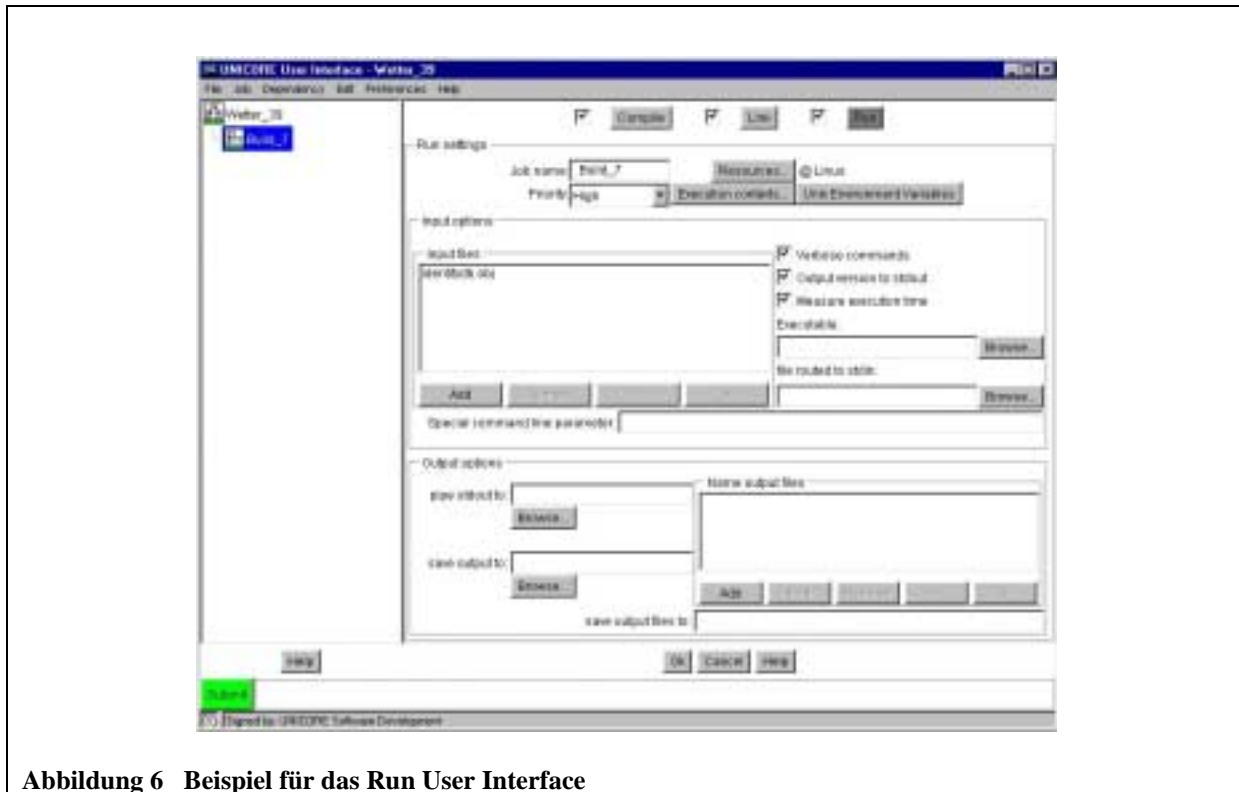 UNICORE User Interface - Wetter_39
File Job Dependency Edit Preferences Help
Wetter_39
Build_7
Compile Link Run
Run settings
Job name: Build_7 Resources... @Linux
Priority: High Execution contexts... Unix Environment Variables
Input options
Input files
Verbose commands
Output version to stdout
Measure execution time
Executable
Browse...
file routed to stdin:
Add Browse...
Special command line parameter
Output options
Name output files
stdout to:
Browse...
save output to:
Browse...
Add
save output files to
Help Ok Cancel Help
Submit
Signed by: UNICORE Software Development
Abbildung 6 Beispiel für das Run User Interface